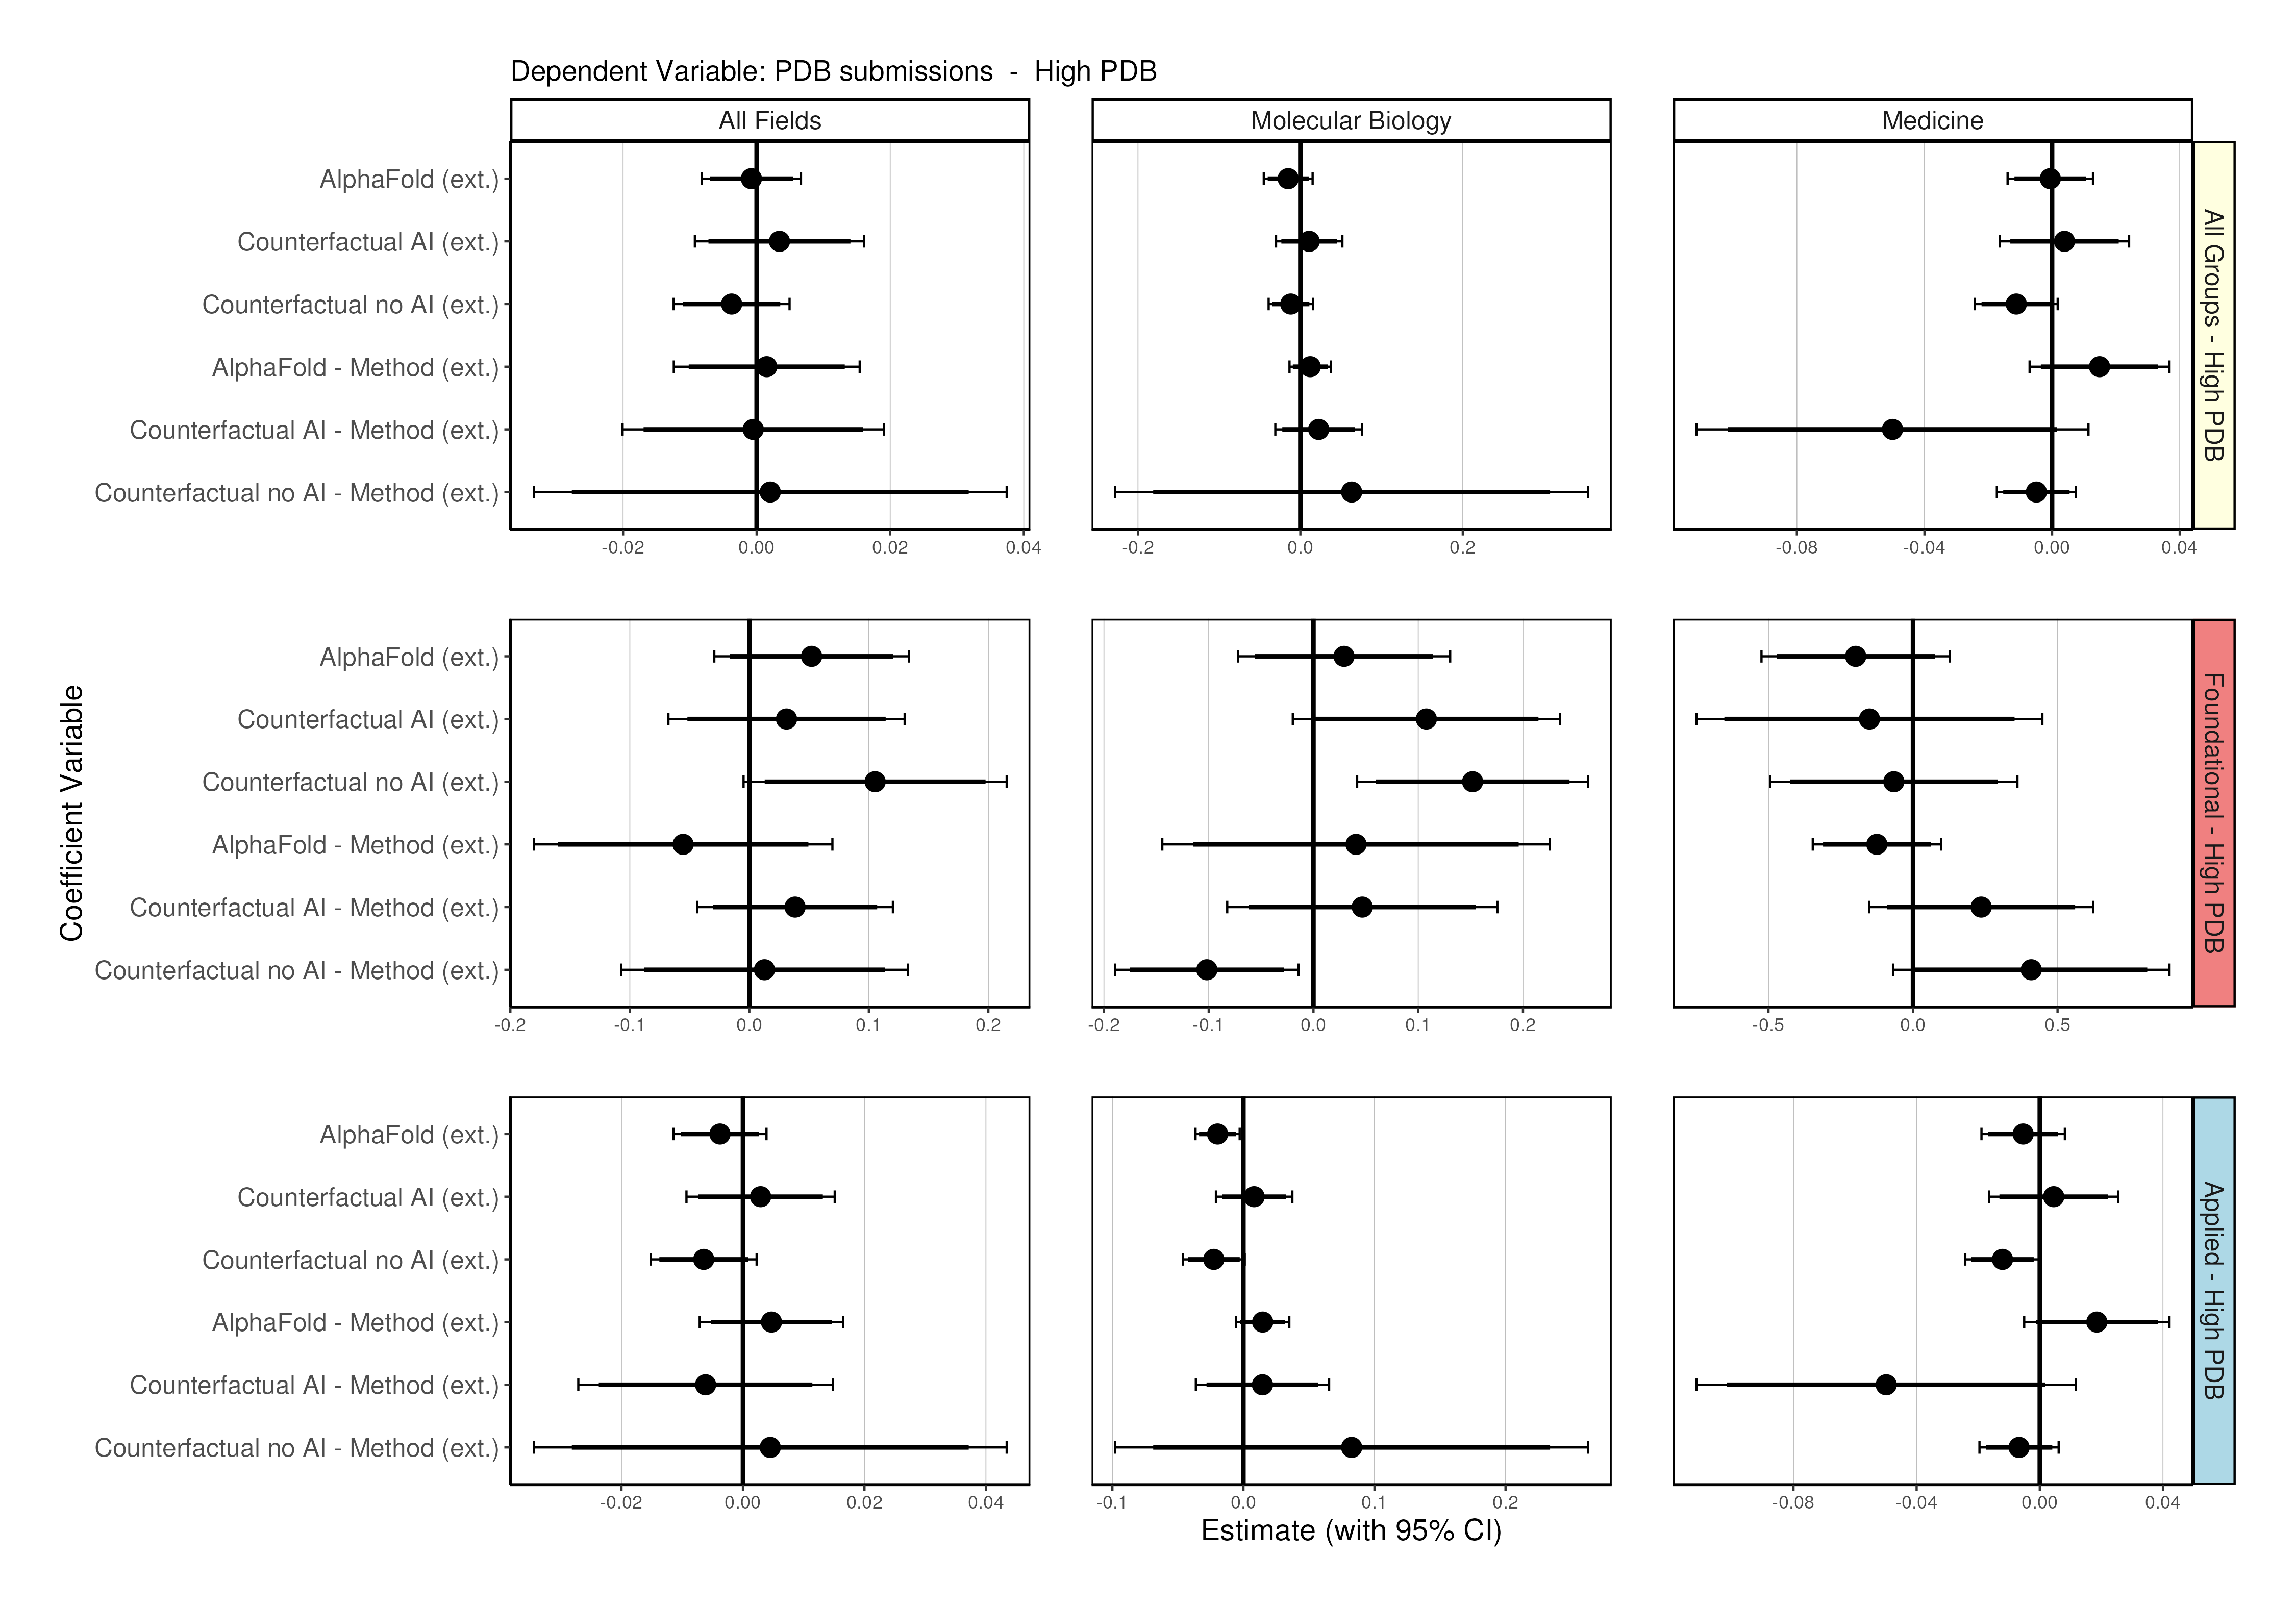 Dependent Variable: PDB submissions - High PDB
All Fields
Molecular Biology
Medicine
AlphaFold (ext.)
Counterfactual AI (ext.)
Counterfactual no AI (ext.)
AlphaFold - Method (ext.)
Counterfactual AI - Method (ext.)
Counterfactual no AI - Method (ext.)
-0.02 0.00 0.02 0.04
-0.2 0.0 0.2
-0.08 -0.04 0.00 0.04
All Groups - High PDB
Coefficient Variable
AlphaFold (ext.)
Counterfactual AI (ext.)
Counterfactual no AI (ext.)
AlphaFold - Method (ext.)
Counterfactual AI - Method (ext.)
Counterfactual no AI - Method (ext.)
-0.2 -0.1 0.0 0.1 0.2
-0.2 -0.1 0.0 0.1 0.2
-0.5 0.0 0.5
Foundational - High PDB
AlphaFold (ext.)
Counterfactual AI (ext.)
Counterfactual no AI (ext.)
AlphaFold - Method (ext.)
Counterfactual AI - Method (ext.)
Counterfactual no AI - Method (ext.)
-0.02 0.00 0.02 0.04
-0.1 0.0 0.1 0.2
-0.08 -0.04 0.00 0.04
Applied - High PDB
Estimate (with 95% CI)